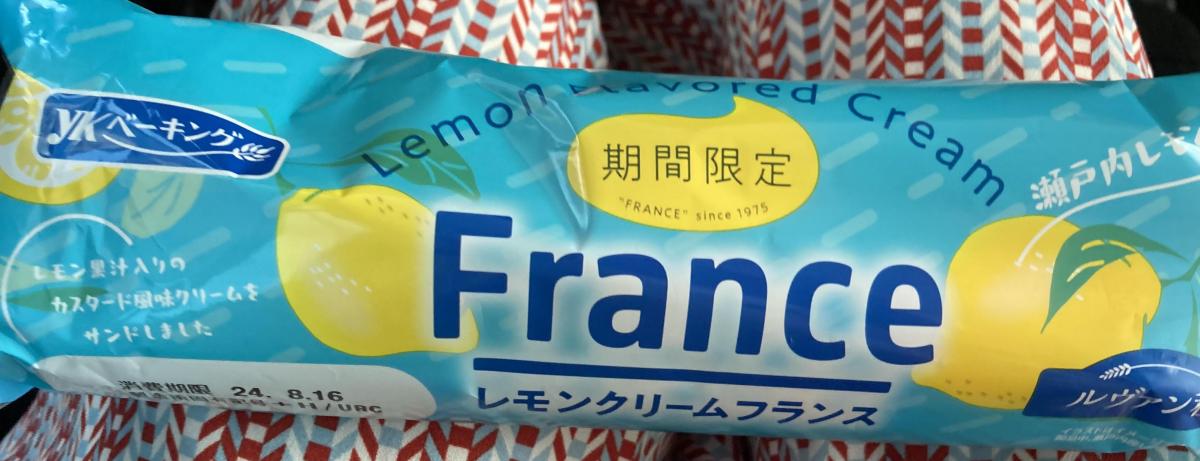 YKベーキング
Lemon Flavored Cream
期間限定
"FRANCE" since 1975
瀬戸内レモ
レモン果汁入りの
カスタード風味クリームを
サンドしました
France
レモンクリームフランス
消費期限 24. 8.16
H/URC
ルヴァン